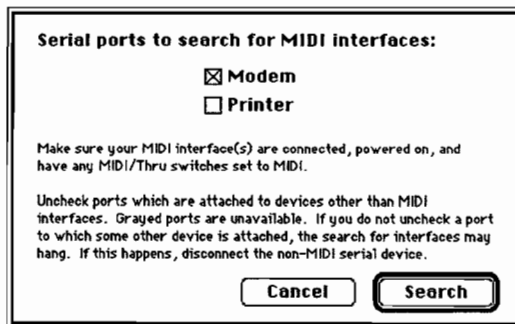 Serial ports to search for MIDI interfaces:
Modem
Printer
Make sure your MIDI interface(s) are connected, powered on, and
have any MIDI/Thru switches set to MIDI.
Uncheck ports which are attached to devices other than MIDI
interfaces. Grayed ports are unavailable. If you do not uncheck a port
to which some other device is attached, the search for interfaces may
hang. If this happens, disconnect the non-MIDI serial device.
Cancel Search